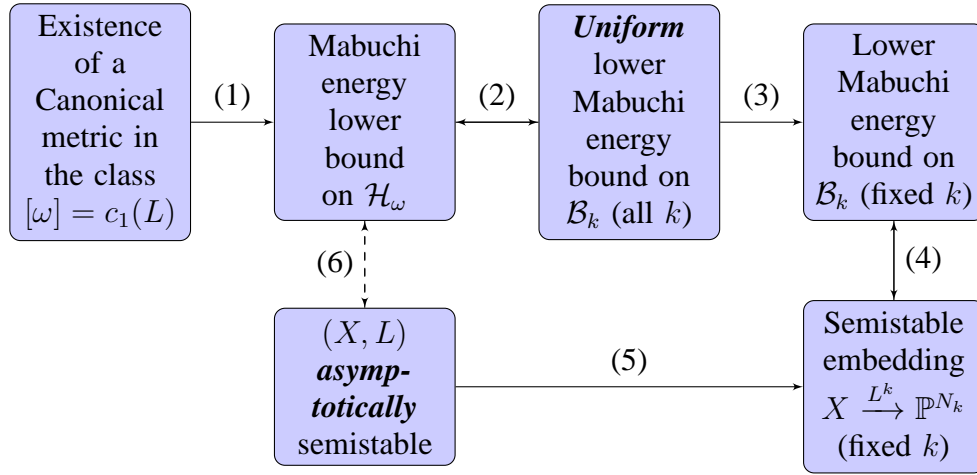 Existence
of a
Canonical
metric in
the class
[ω] = c₁(L)
(1)
Mabuchi
energy
lower
bound
on ℋ_ω
(2)
Uniform
lower
Mabuchi
energy
bound on
ℬ_k (all k)
(3)
Lower
Mabuchi
energy
bound on
ℬ_k (fixed k)
(6)
(4)
(X, L)
asymp-
totically
semistable
(5)
Semistable
embedding
X —L^k→ ℙ^{N_k}
(fixed k)